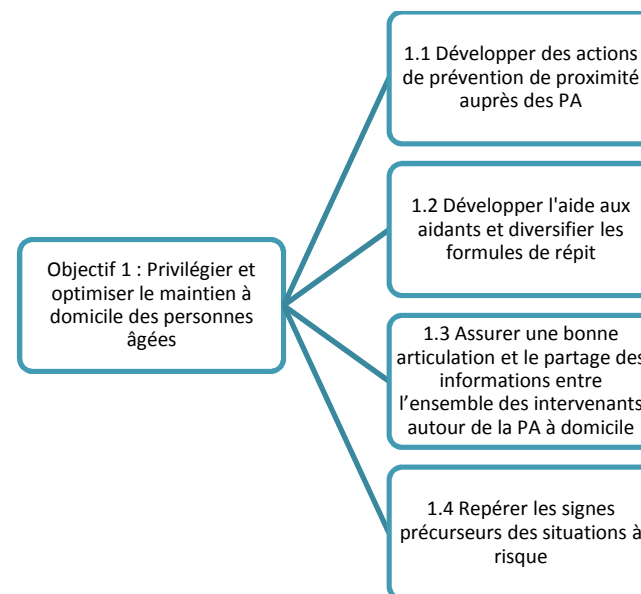 1.1 Développer des actions
de prévention de proximité
auprès des PA
1.2 Développer l'aide aux
aidants et diversifier les
formules de répit
Objectif 1 : Privilégier et
optimiser le maintien à
domicile des personnes
âgées
1.3 Assurer une bonne
articulation et le partage des
informations entre
l’ensemble des intervenants
autour de la PA à domicile
1.4 Repérer les signes
précurseurs des situations à
risque